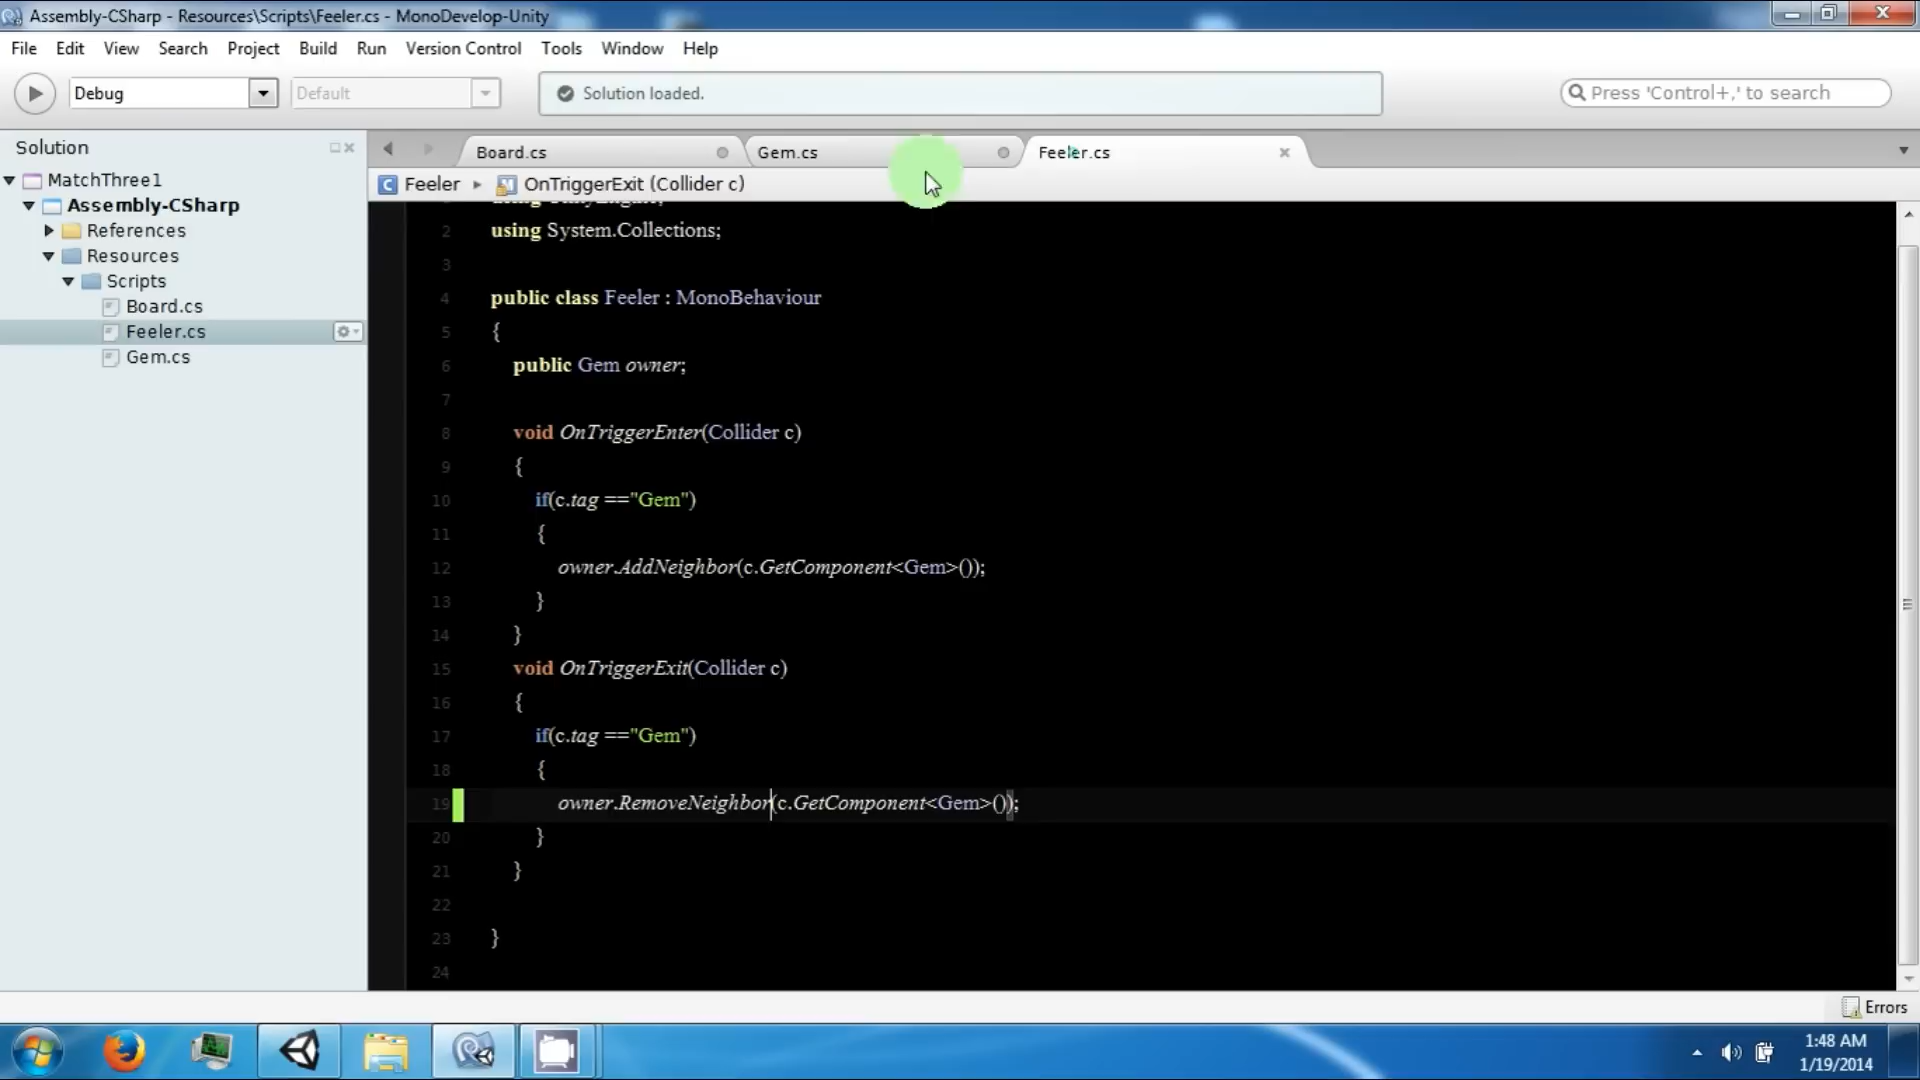 Assembly-CSharp - Resources\Scripts\Feeler.cs - MonoDevelop-Unity
File Edit View Search Project Build Run Version Control Tools Window Help
Debug Default Solution loaded. Press 'Control+,' to search
Solution
MatchThree1
Assembly-CSharp
References
Resources
Scripts
Board.cs
Feeler.cs
Gem.cs
Board.cs Gem.cs Feeler.cs
Feeler OnTriggerExit (Collider c)
2 using System.Collections;
3
4 public class Feeler : MonoBehaviour
5 {
6 public Gem owner;
7
8 void OnTriggerEnter(Collider c)
9 {
10 if(c.tag =="Gem")
11 {
12 owner.AddNeighbor(c.GetComponent<Gem>());
13 }
14 }
15 void OnTriggerExit(Collider c)
16 {
17 if(c.tag =="Gem")
18 {
19 owner.RemoveNeighbor(c.GetComponent<Gem>());
20 }
21 }
22
23 }
24
Errors
1:48 AM
1/19/2014